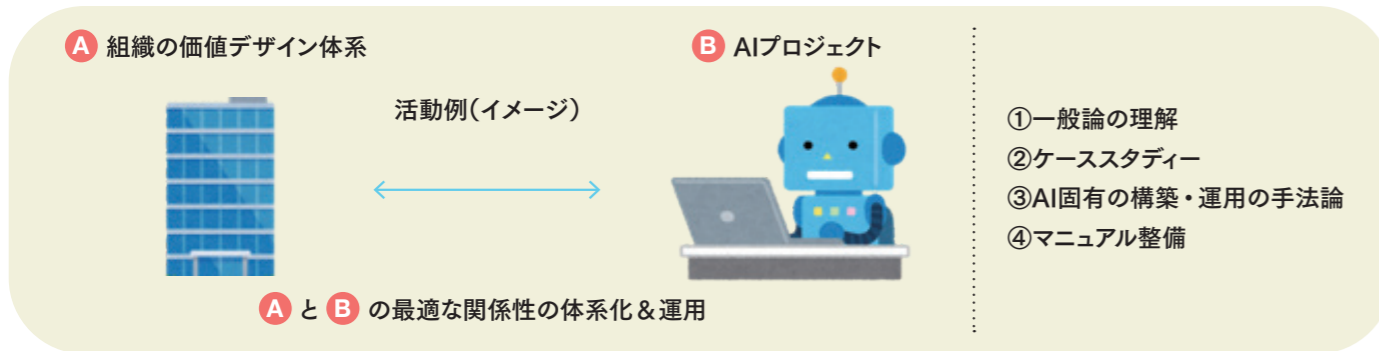 A 組織の価値デザイン体系
B AIプロジェクト
活動例(イメージ)
A と B の最適な関係性の体系化&運用
①一般論の理解
②ケーススタディー
③AI固有の構築・運用の手法論
④マニュアル整備